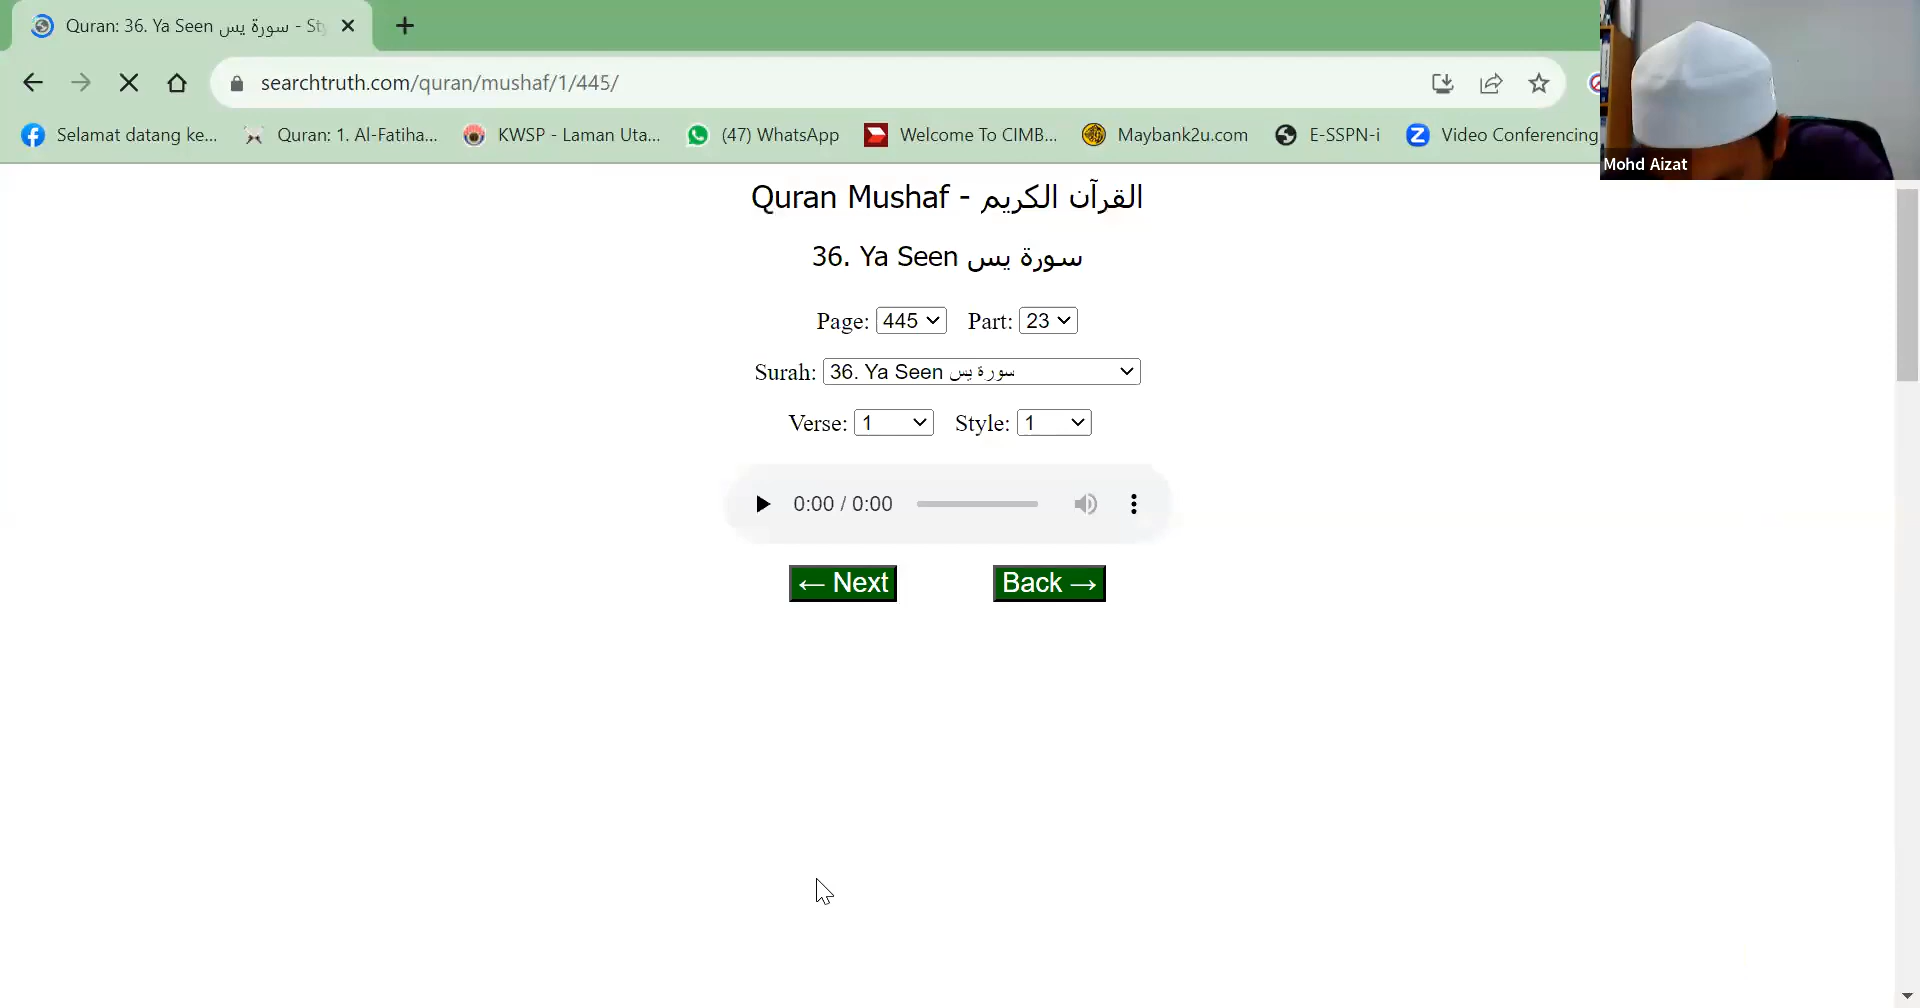 Quran: 36. Ya Seen سورة يس - St
searchtruth.com/quran/mushaf/1/445/
Selamat datang ke...
Quran: 1. Al-Fatiha...
KWSP - Laman Uta...
(47) WhatsApp
Welcome To CIMB...
Maybank2u.com
E-SSPN-i
Video Conferencing
Mohd Aizat
Quran Mushaf - القرآن الكريم
36. Ya Seen سورة يس
Page: 445 Part: 23
Surah: 36. Ya Seen سورة يس
Verse: 1 Style: 1
0:00 / 0:00
← Next Back →